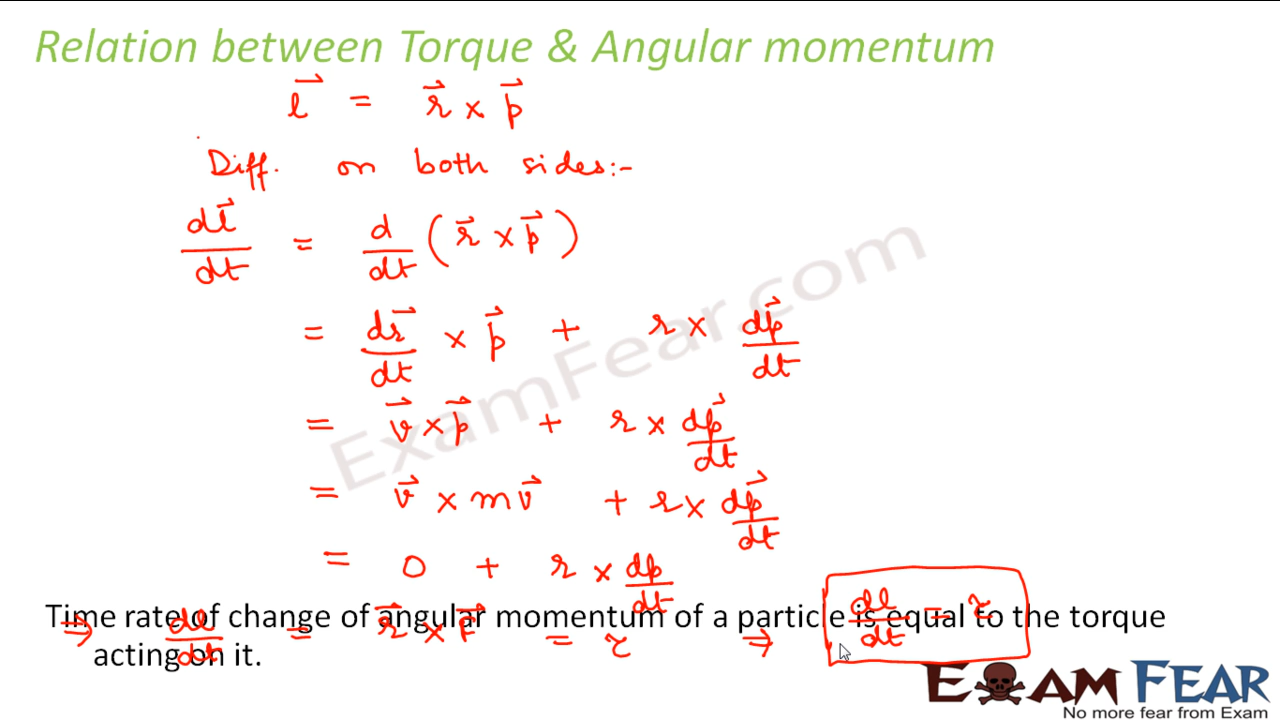 Relation between Torque & Angular momentum
l⃗ = r⃗ × p⃗
Diff. on both sides:-
dl⃗/dt = d/dt (r⃗ × p⃗)
= dr⃗/dt × p⃗ + r × dp⃗/dt
= v⃗ × p⃗ + r × dp⃗/dt
= v⃗ × mv⃗ + r × dp⃗/dt
= 0 + r × dp/dt
Time rate of change of angular momentum of a particle is equal to the torque
acting on it.
⇒ dl/dt = r⃗ × F⃗ = τ ⇒ dl/dt = τ
ExamFear.com
EXAM FEAR
No more fear from Exam